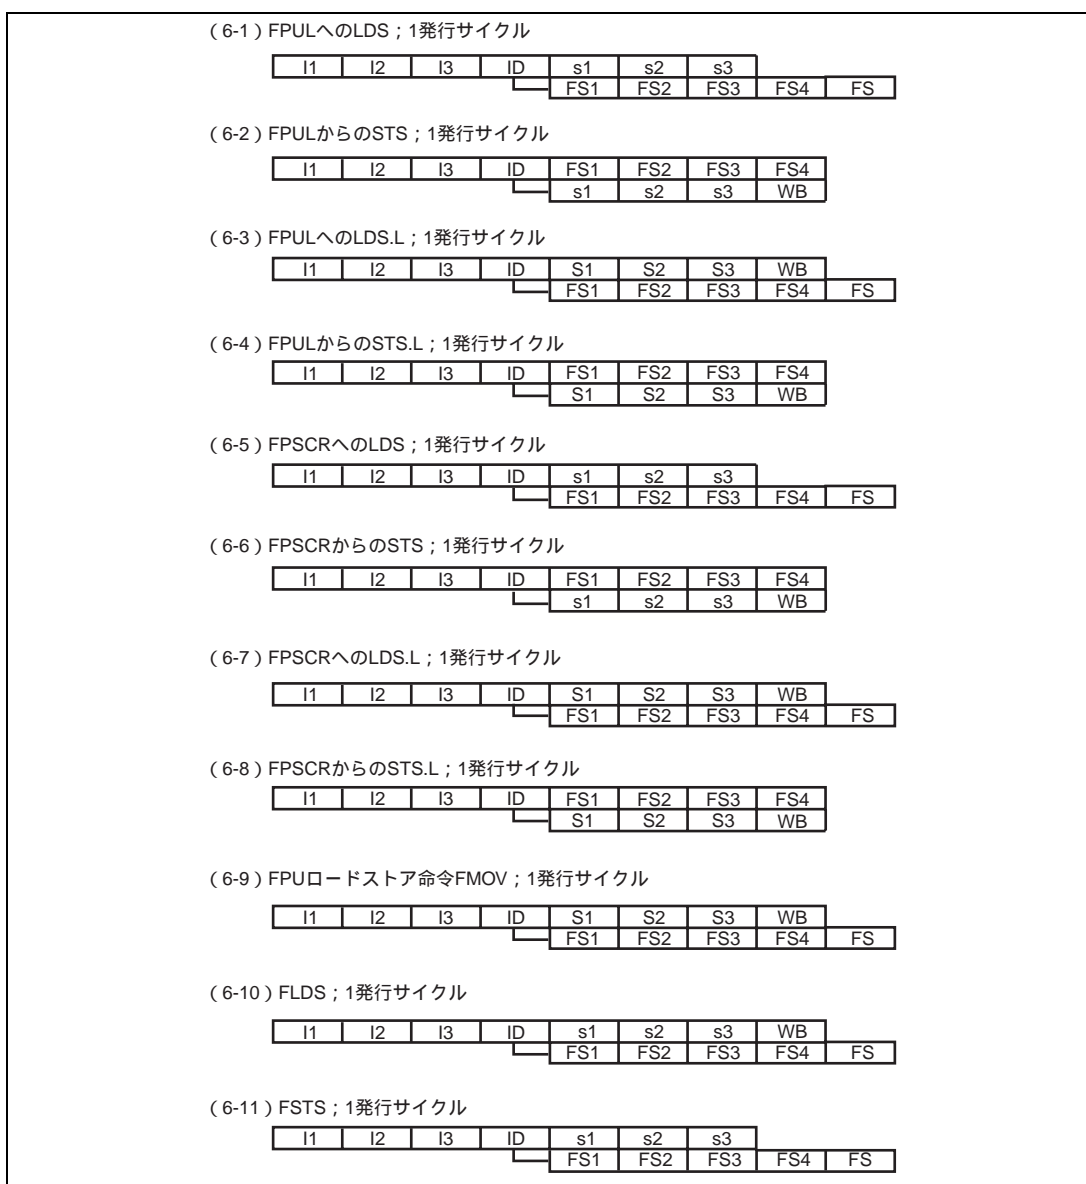 （6-1）FPULへのLDS；1発行サイクル
I1 I2 I3 ID s1 s2 s3
FS1 FS2 FS3 FS4 FS
（6-2）FPULからのSTS；1発行サイクル
I1 I2 I3 ID FS1 FS2 FS3 FS4
s1 s2 s3 WB
（6-3）FPULへのLDS.L；1発行サイクル
I1 I2 I3 ID S1 S2 S3 WB
FS1 FS2 FS3 FS4 FS
（6-4）FPULからのSTS.L；1発行サイクル
I1 I2 I3 ID FS1 FS2 FS3 FS4
S1 S2 S3 WB
（6-5）FPSCRへのLDS；1発行サイクル
I1 I2 I3 ID s1 s2 s3
FS1 FS2 FS3 FS4 FS
（6-6）FPSCRからのSTS；1発行サイクル
I1 I2 I3 ID FS1 FS2 FS3 FS4
s1 s2 s3 WB
（6-7）FPSCRへのLDS.L；1発行サイクル
I1 I2 I3 ID S1 S2 S3 WB
FS1 FS2 FS3 FS4 FS
（6-8）FPSCRからのSTS.L；1発行サイクル
I1 I2 I3 ID FS1 FS2 FS3 FS4
S1 S2 S3 WB
（6-9）FPUロードストア命令FMOV；1発行サイクル
I1 I2 I3 ID S1 S2 S3 WB
FS1 FS2 FS3 FS4 FS
（6-10）FLDS；1発行サイクル
I1 I2 I3 ID s1 s2 s3 WB
FS1 FS2 FS3 FS4 FS
（6-11）FSTS；1発行サイクル
I1 I2 I3 ID s1 s2 s3
FS1 FS2 FS3 FS4 FS